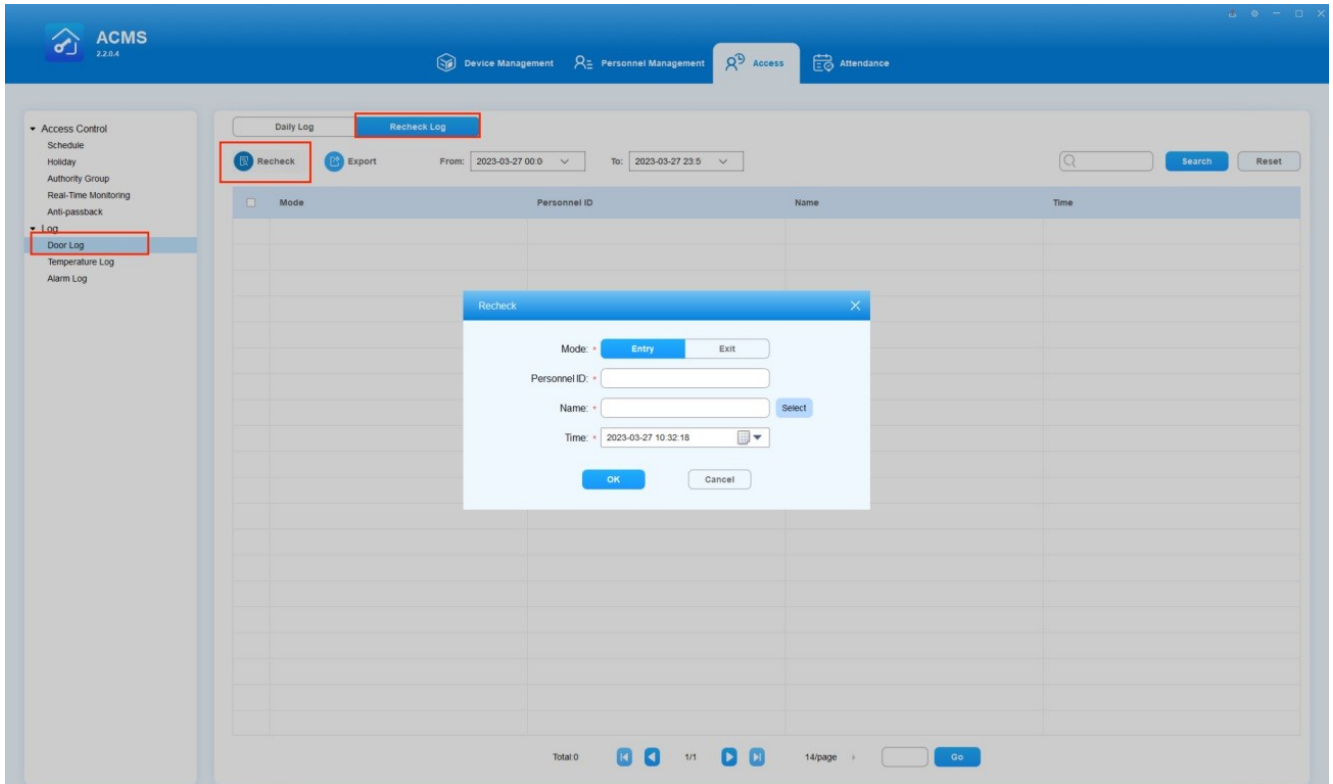 ACMS
2.2.0.4
Device Management Personnel Management Access Attendance
Access Control
Schedule
Holiday
Authority Group
Real-Time Monitoring
Anti-passback
Log
Door Log
Temperature Log
Alarm Log
Daily Log Recheck Log
Recheck Export From: 2023-03-27 00:0 To: 2023-03-27 23:5 Search Reset
Mode Personnel ID Name Time
Recheck
Mode: * Entry Exit
Personnel ID: *
Name: * Select
Time: * 2023-03-27 10:32:18
OK Cancel
Total:0 1/1 14/page Go